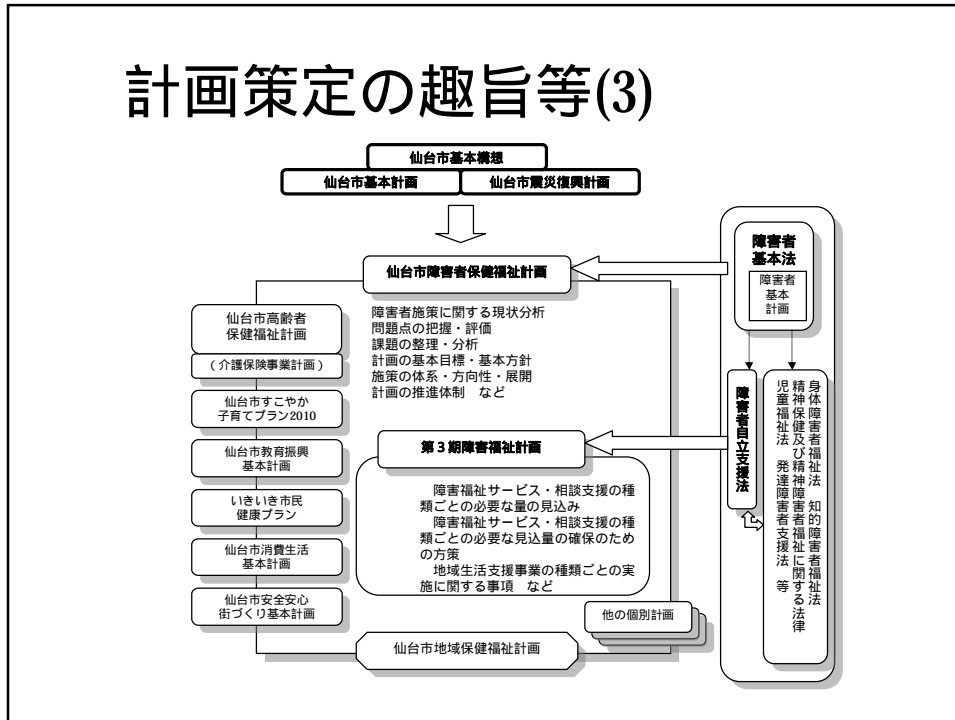 計画策定の趣旨等(3)
仙台市基本構想
仙台市基本計画
仙台市震災復興計画
仙台市障害者保健福祉計画
障害者施策に関する現状分析
問題点の把握・評価
課題の整理・分析
計画の基本目標・基本方針
施策の体系・方向性・展開
計画の推進体制 など
仙台市高齢者
保健福祉計画
(介護保険事業計画)
仙台市すこやか
子育てプラン2010
仙台市教育振興
基本計画
いきいき市民
健康プラン
仙台市消費生活
基本計画
仙台市安全安心
街づくり基本計画
第3期障害福祉計画
障害福祉サービス・相談支援の種
類ごとの必要な量の見込み
障害福祉サービス・相談支援の種
類ごとの必要な見込量の確保のため
の方策
地域生活支援事業の種類ごとの実
施に関する事項 など
他の個別計画
仙台市地域保健福祉計画
障害者
基本法
障害者
基本
計画
障害者自立支援法
身体障害者福祉法 知的障害者福祉法
精神保健及び精神障害者福祉に関する法律
児童福祉法 発達障害者支援法 等